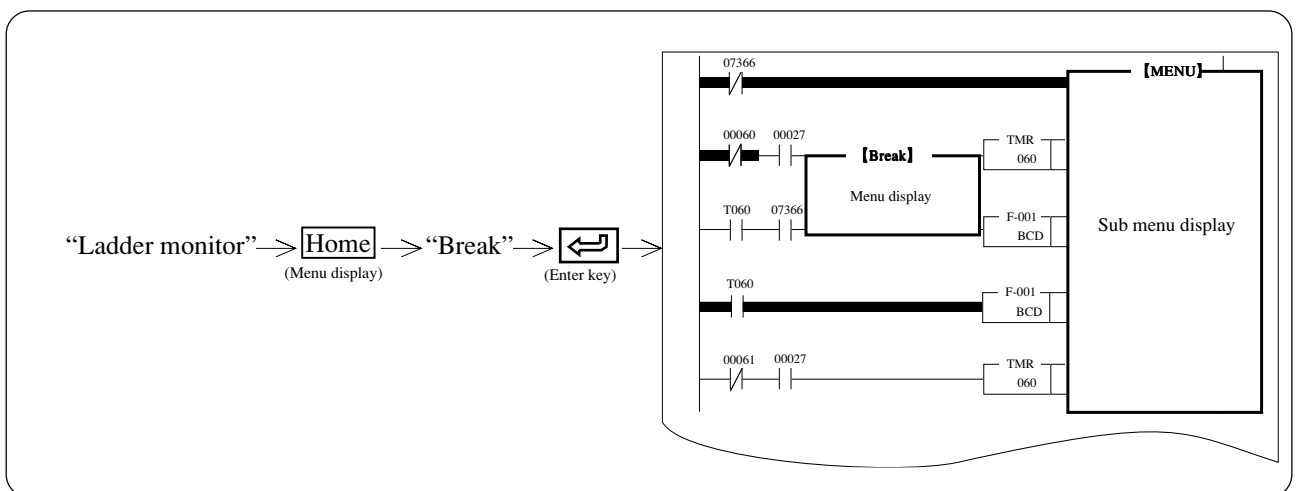 “Ladder monitor” Home “Break”
(Menu display) (Enter key)
07366
【MENU】
00060 00027
【Break】
TMR
060
Menu display
T060 07366
F-001
BCD
Sub menu display
T060
F-001
BCD
00061 00027
TMR
060